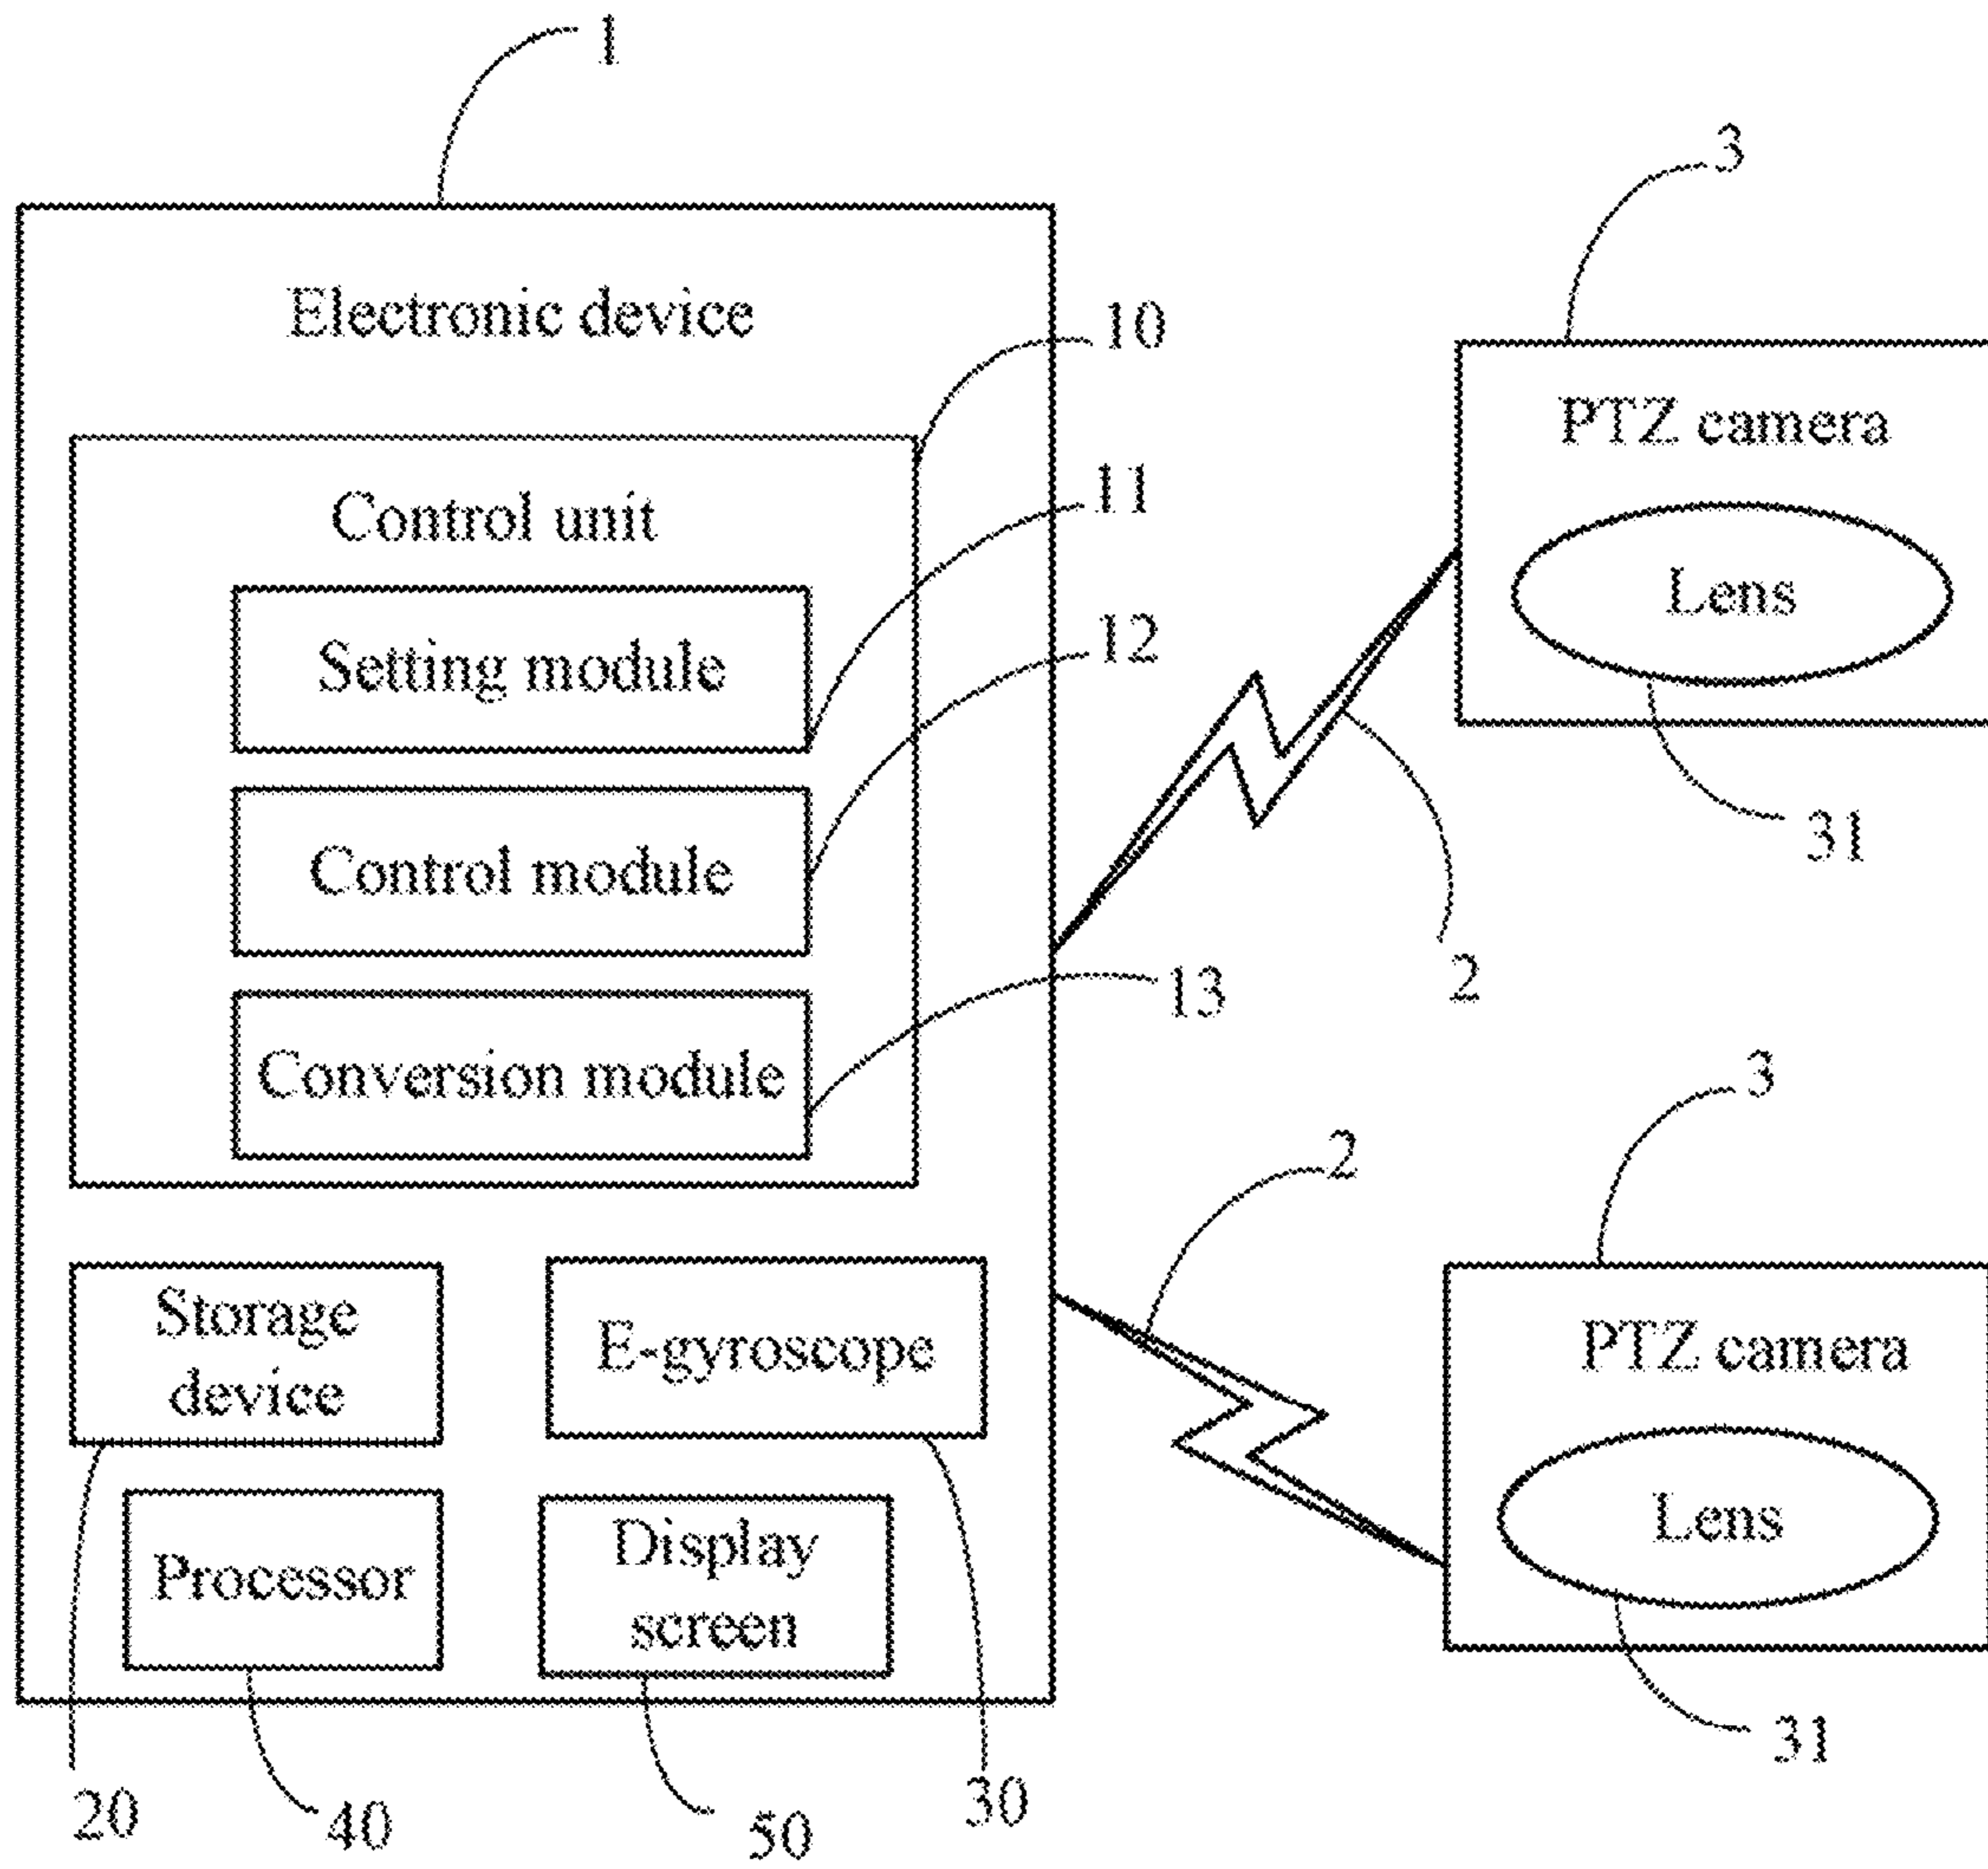 1
3
Electronic device
10
PTZ camera
Control unit
11
Lens
Setting module
12
31
Control module
2
13
Conversion module
3
2
Storage
device
E-gyroscope
PTZ camera
Lens
Processor
Display
screen
31
20
40
50
30